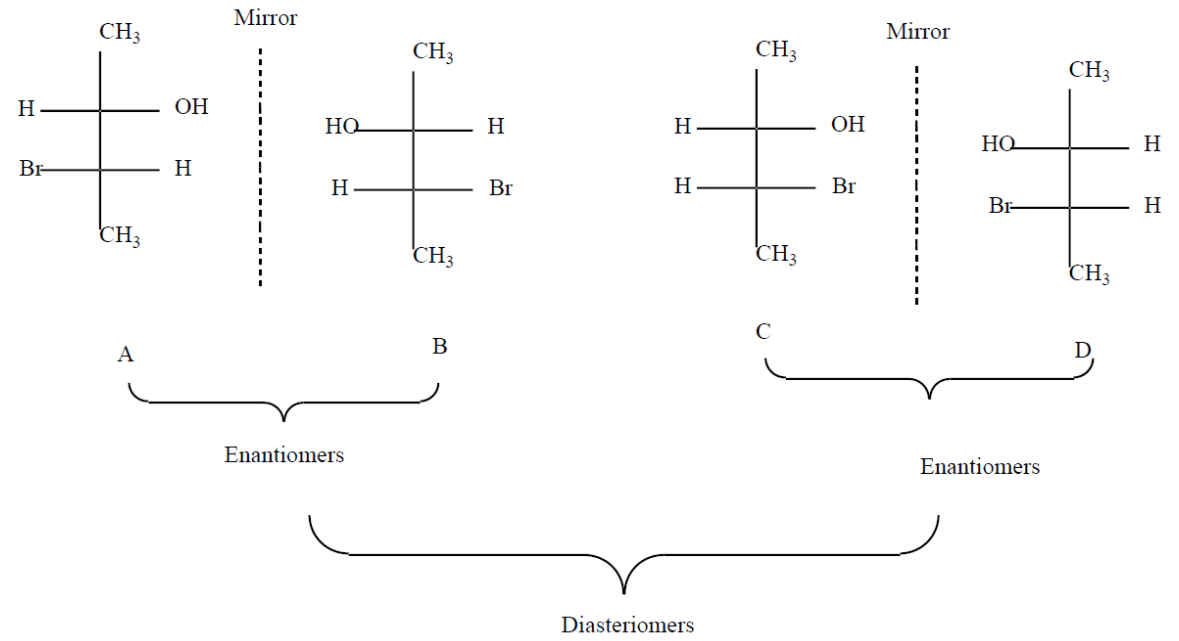 Mirror
CH3
H OH
Br H
CH3
CH3
HO H
H Br
CH3
Mirror
CH3
H OH
H Br
CH3
CH3
HO H
Br H
CH3
A
B
C
D
Enantiomers
Enantiomers
Diasteriomers